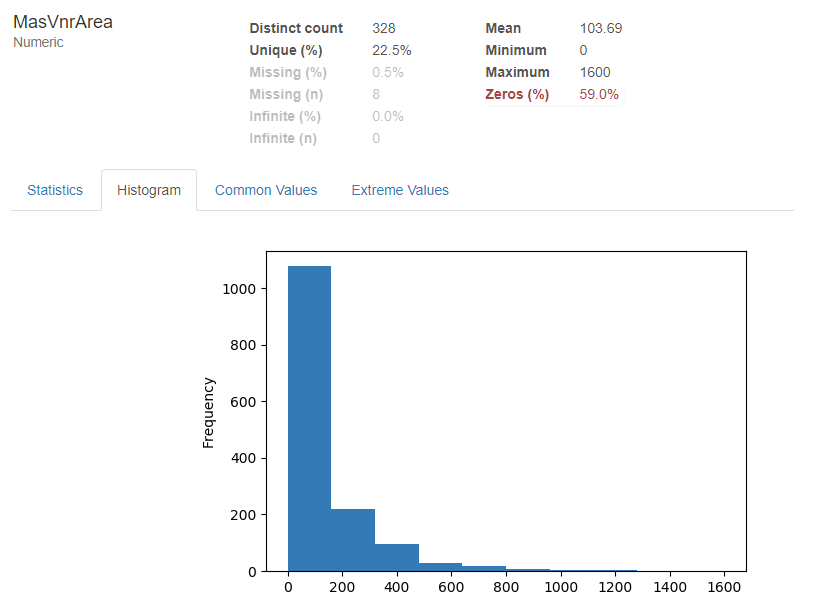 MasVnrArea
Numeric
Distinct count 328
Unique (%) 22.5%
Missing (%) 0.5%
Missing (n) 8
Infinite (%) 0.0%
Infinite (n) 0
Mean 103.69
Minimum 0
Maximum 1600
Zeros (%) 59.0%
Statistics Histogram Common Values Extreme Values
Frequency
1000
800
600
400
200
0
0 200 400 600 800 1000 1200 1400 1600